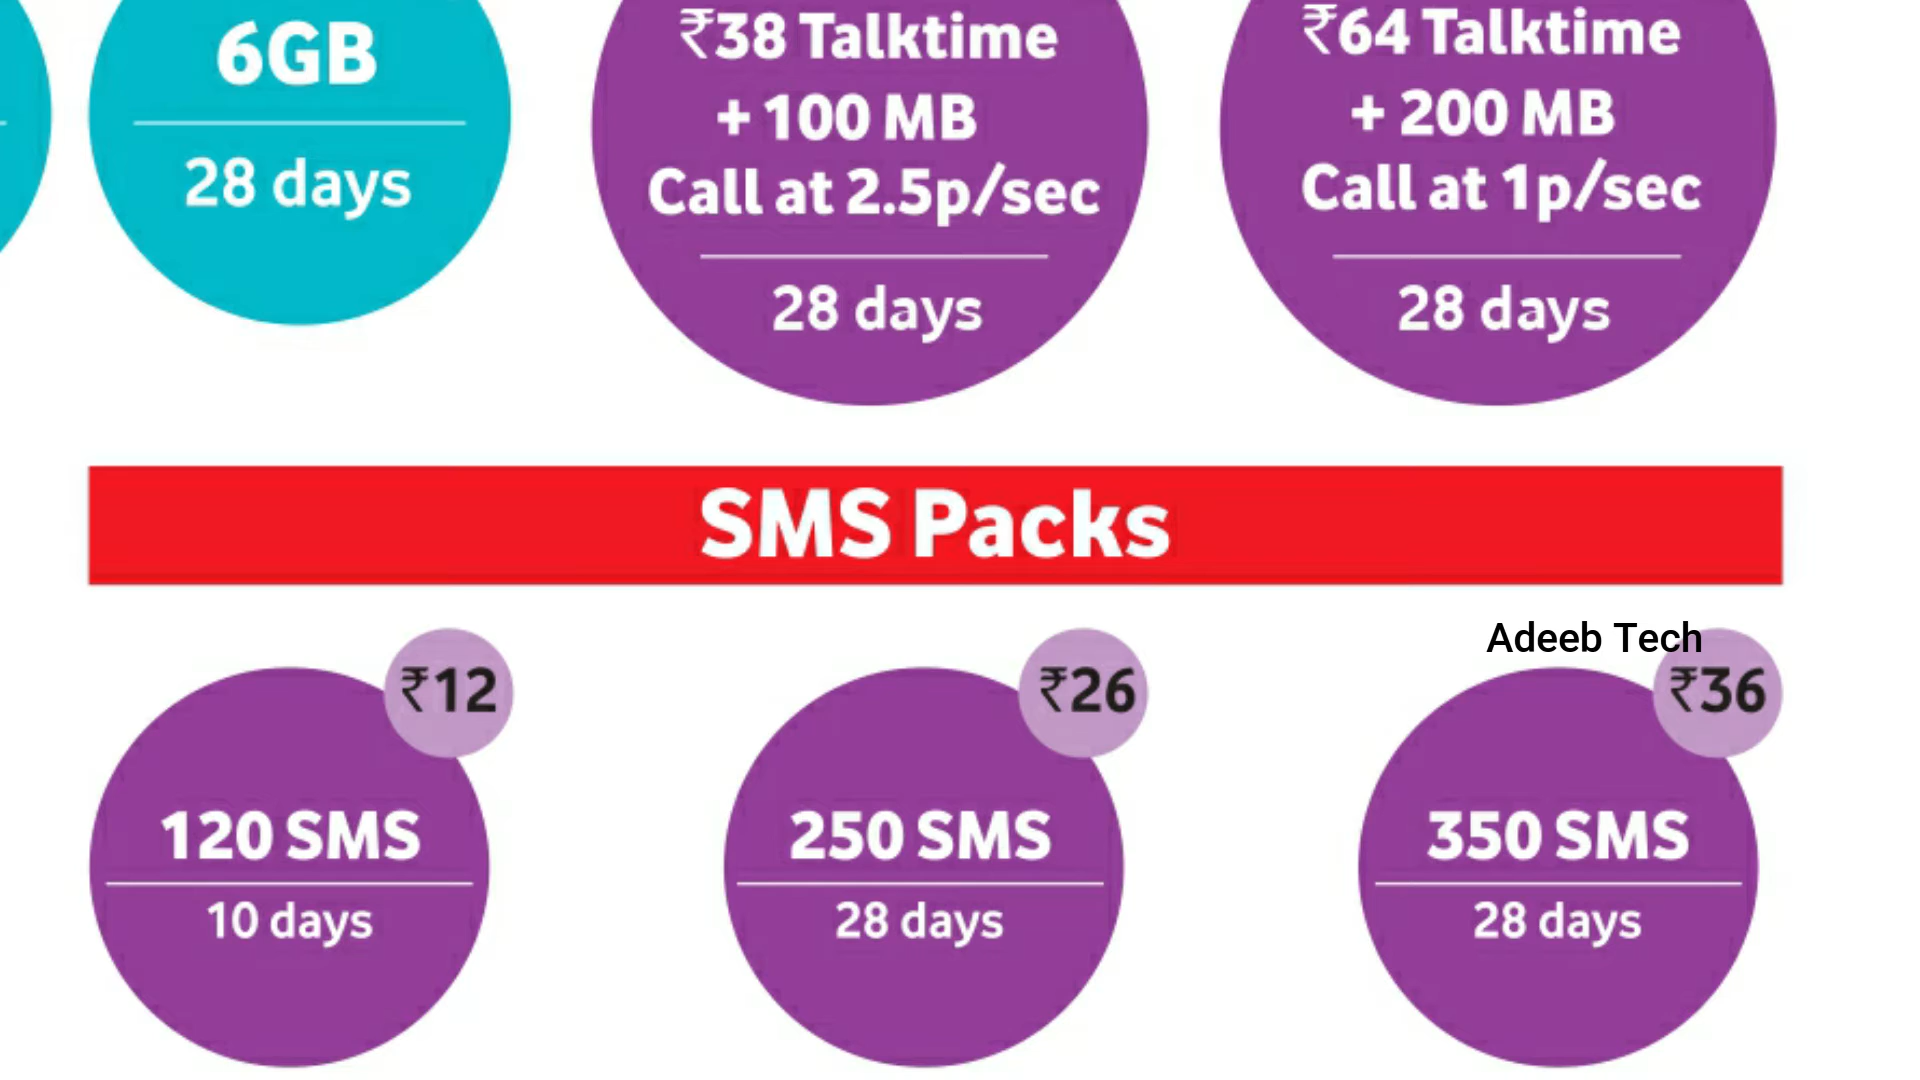 6GB
28 days
₹38 Talktime
+ 100 MB
Call at 2.5p/sec
28 days
₹64 Talktime
+ 200 MB
Call at 1p/sec
28 days
SMS Packs
Adeeb Tech
₹12
120 SMS
10 days
₹26
250 SMS
28 days
₹36
350 SMS
28 days